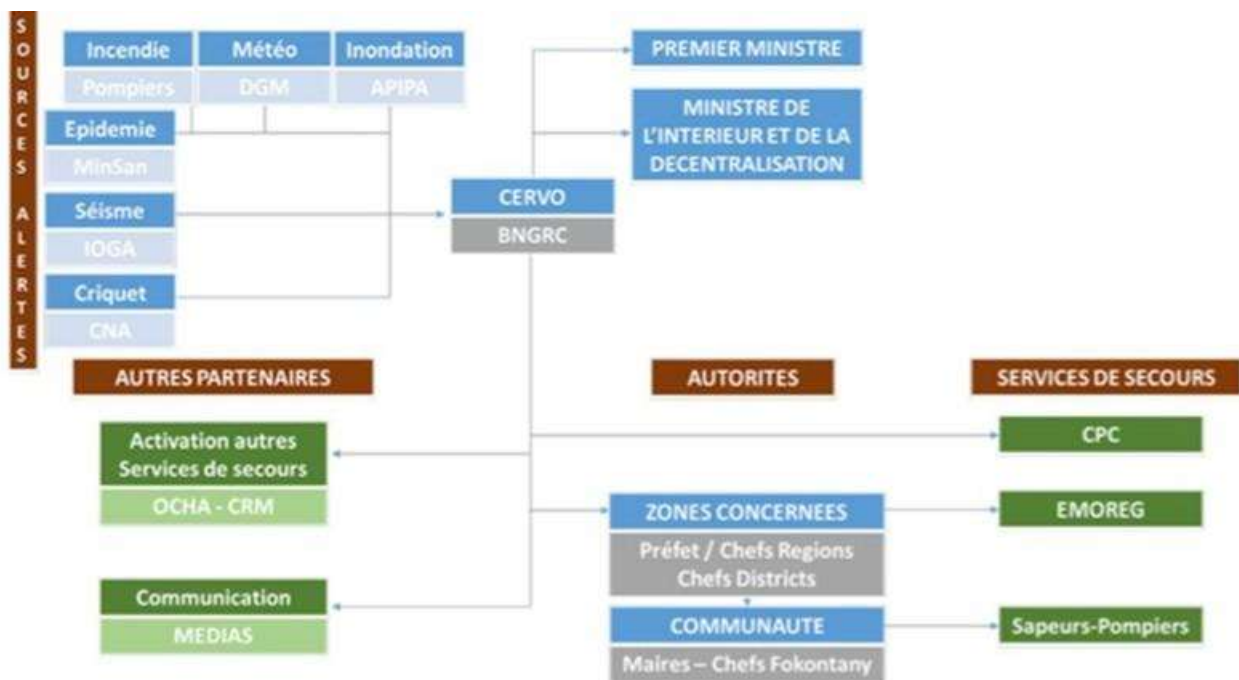 SOURCES ALERTES
Incendie
Pompiers
Météo
DGM
Inondation
APIPA
Epidemie
MinSan
Séisme
IOGA
Criquet
CNA
CERVO
BNGRC
PREMIER MINISTRE
MINISTRE DE
L'INTERIEUR ET DE LA
DECENTRALISATION
AUTRES PARTENAIRES
AUTORITES
SERVICES DE SECOURS
Activation autres
Services de secours
OCHA - CRM
Communication
MEDIAS
ZONES CONCERNEES
Préfet / Chefs Regions
Chefs Districts
COMMUNAUTE
Maires – Chefs Fokontany
CPC
EMOREG
Sapeurs-Pompiers